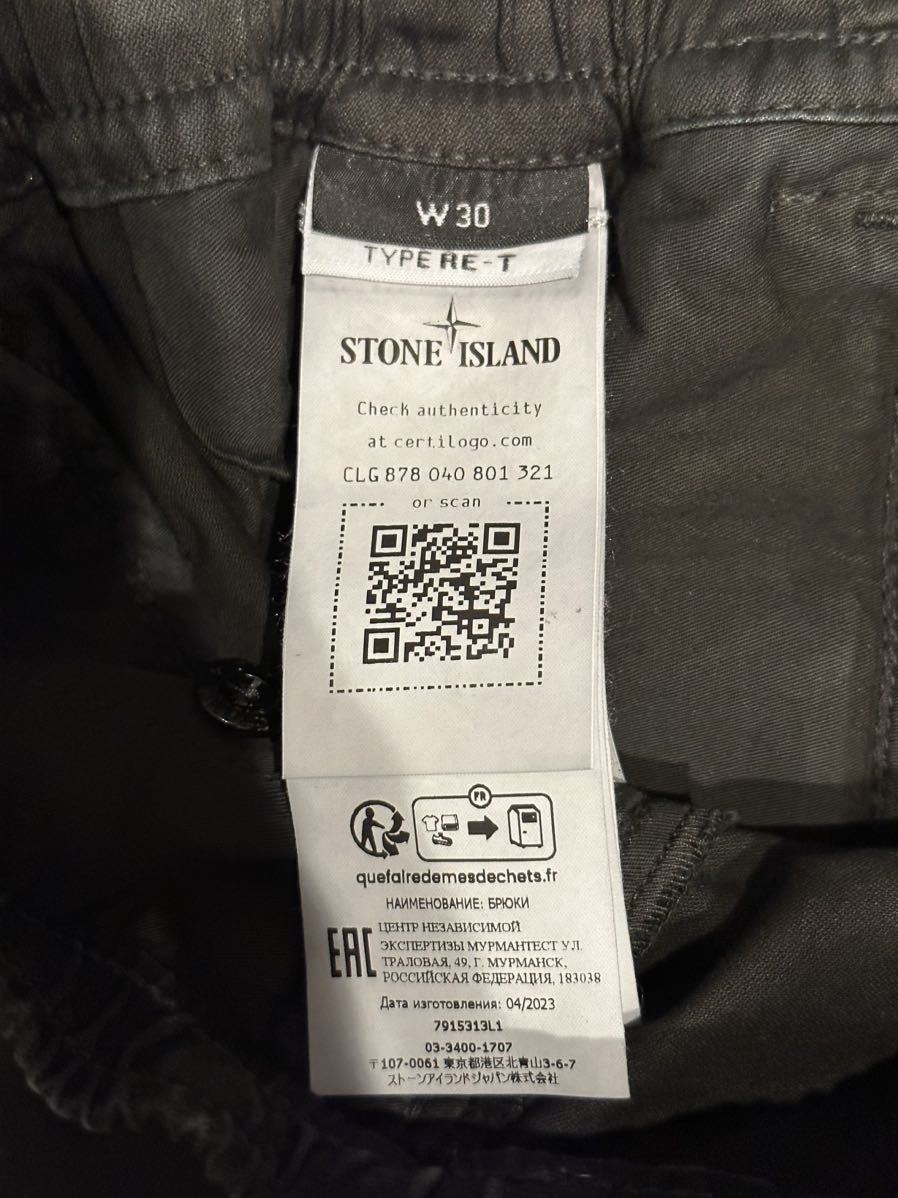 W 30
TYPE RE-T
STONE ISLAND
Check authenticity
at certilogo.com
CLG 878 040 801 321
or scan
FR
quefairedemesdechets.fr
НАИМЕНОВАНИЕ: БРЮКИ
EAC
ЦЕНТР НЕЗАВИСИМОЙ
ЭКСПЕРТИЗЫ МУРМАНТЕСТ УЛ.
ТРАЛОВАЯ, 49, Г. МУРМАНСК,
РОССИЙСКАЯ ФЕДЕРАЦИЯ, 183038
Дата изготовления: 04/2023
7915313L1
03-3400-1707
〒107-0061 東京都港区北青山3-6-7
ストーンアイランドジャパン株式会社